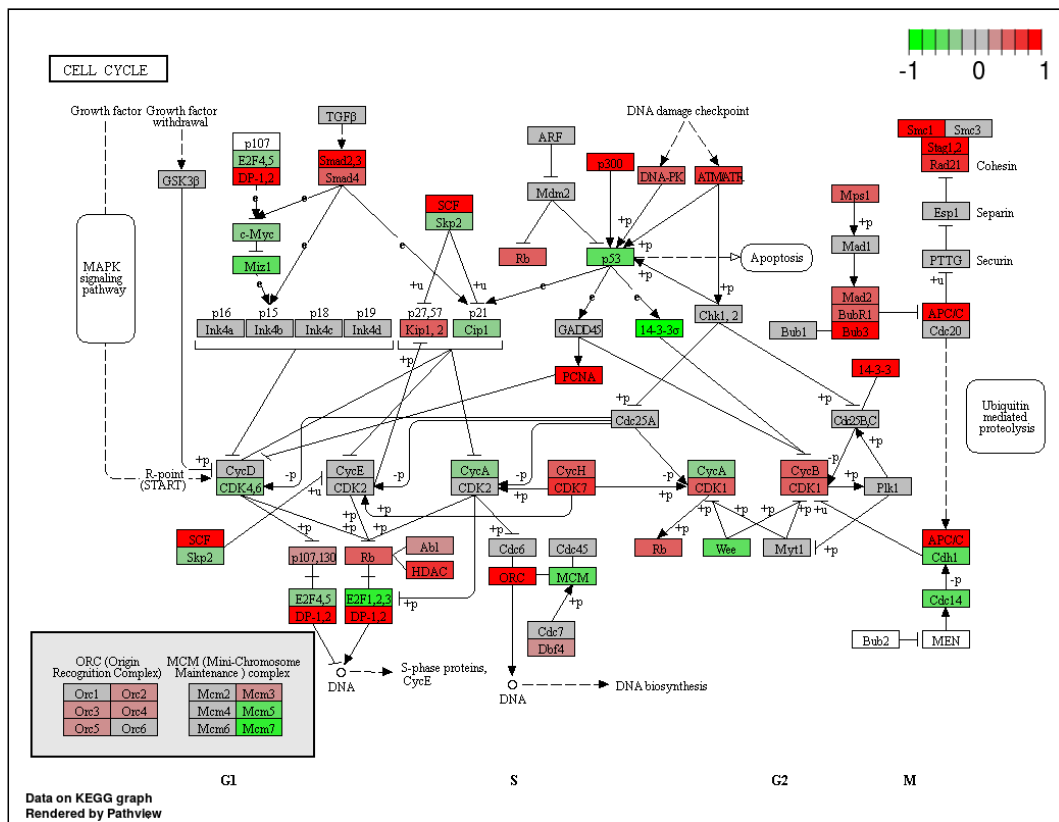 CELL CYCLE
-1 0 1
Growth factor
Growth factor
withdrawal
TGFβ
DNA damage checkpoint
p107
E2F4,5
DP-1,2
GSK3β
Smad2,3
Smad4
ARF
p300
DNA-PK
ATM/ATR
Smc1
Smc3
Stag1,2
Rad21
Cohesin
Mdm2
SCF
Skp2
Mps1
e
e
e
c-Myc
e
Esp1
Separin
+p
+p
Mad1
MAPK
signaling
pathway
Miz1
e
Rb
p53
+p
Apoptosis
PTTG
Securin
+u
+u
+u
e
e
e
+p
Mad2
BubR1
Bub3
Bub1
APC/C
Cdc20
p16
Ink4a
p15
Ink4b
p18
Ink4c
p19
Ink4d
p27,57
Kip1, 2
p21
Cip1
GADD45
14-3-3σ
Chk1, 2
+p
PCNA
14-3-3
+p
+p
Cdc25A
Cdc25B,C
Ubiquitin
mediated
proteolysis
R-point
(START)
+p
CycD
CDK4,6
-p
CycE
CDK2
-p
+u
CycA
CDK2
-p
+p
CycH
CDK7
-p
-p
+p
CycA
CDK1
CycB
CDK1
-p
+p
+p
Plk1
SCF
Skp2
+p
+p
+p
+p
+p
+p
+p
+p
+u
p107,130
Rb
Abl
HDAC
Cdc6
Cdc45
ORC
MCM
Rb
Wee
Myt1
+p
APC/C
Cdh1
-p
E2F4,5
DP-1,2
E2F1,2,3
DP-1,2
+p
+p
Cdc7
Dbf4
Cdc14
Bub2
MEN
DNA
S-phase proteins,
CycE
DNA
DNA biosynthesis
ORC (Origin
Recognition Complex)
MCM (Mini-Chromosome
Maintenance ) complex
Orc1 Orc2
Orc3 Orc4
Orc5 Orc6
Mcm2 Mcm3
Mcm4 Mcm5
Mcm6 Mcm7
G1
S
G2
M
Data on KEGG graph
Rendered by Pathview